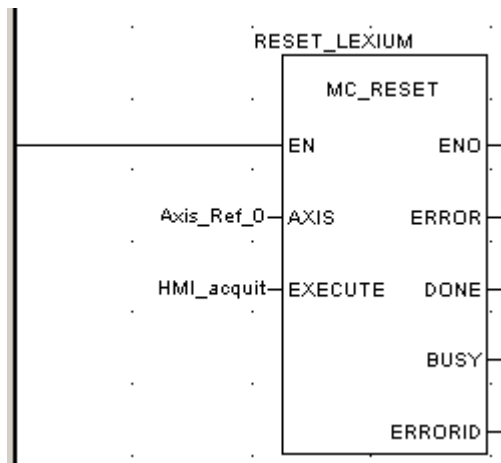 RESET_LEXIUM
MC_RESET
EN ENO
Axis_Ref_0 AXIS ERROR
HMI_acquit EXECUTE DONE
BUSY
ERRORID